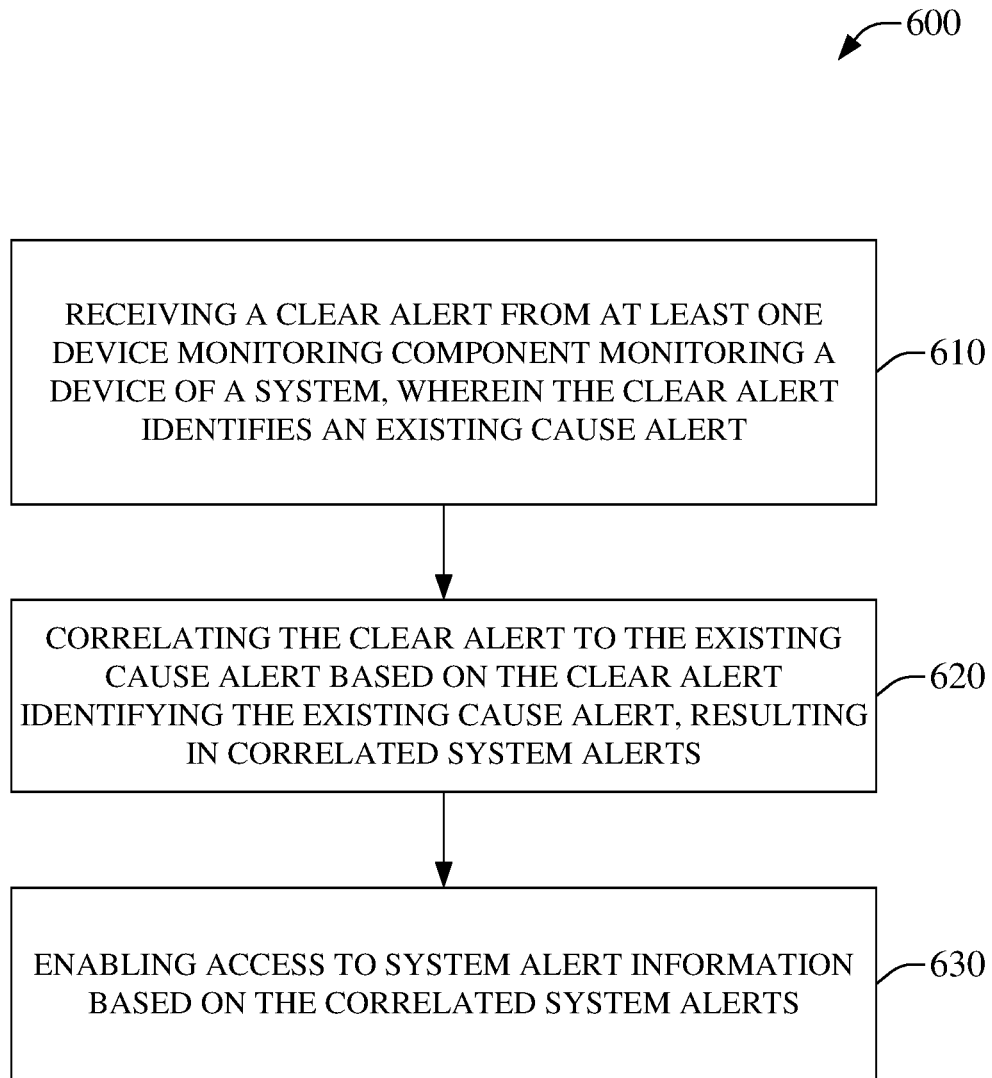 600
RECEIVING A CLEAR ALERT FROM AT LEAST ONE
DEVICE MONITORING COMPONENT MONITORING A
DEVICE OF A SYSTEM, WHEREIN THE CLEAR ALERT
IDENTIFIES AN EXISTING CAUSE ALERT
610
CORRELATING THE CLEAR ALERT TO THE EXISTING
CAUSE ALERT BASED ON THE CLEAR ALERT
IDENTIFYING THE EXISTING CAUSE ALERT, RESULTING
IN CORRELATED SYSTEM ALERTS
620
ENABLING ACCESS TO SYSTEM ALERT INFORMATION
BASED ON THE CORRELATED SYSTEM ALERTS
630